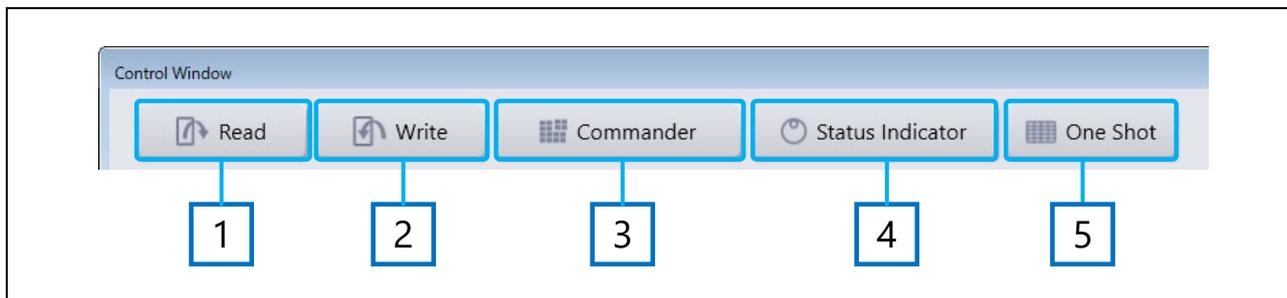 Control Window
Read Write Commander Status Indicator One Shot
1 2 3 4 5